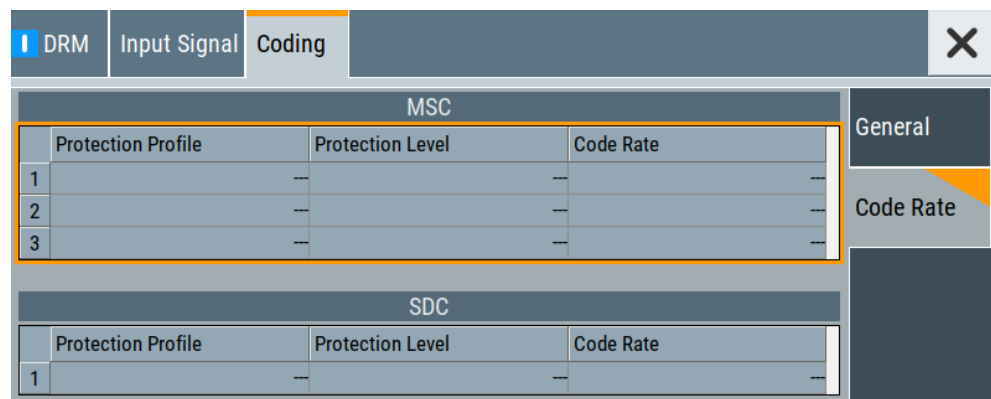 DRM Input Signal Coding
MSC
Protection Profile Protection Level Code Rate
1 --- --- ---
2 --- --- ---
3 --- --- ---
SDC
Protection Profile Protection Level Code Rate
1 --- --- ---
General
Code Rate